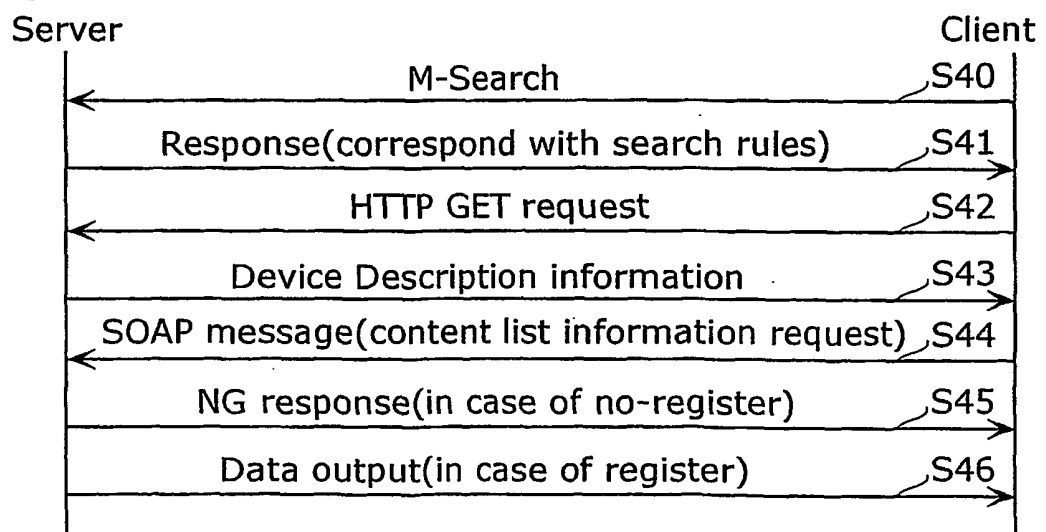 Server Client
M-Search S40
Response(correspond with search rules) S41
HTTP GET request S42
Device Description information S43
SOAP message(content list information request) S44
NG response(in case of no-register) S45
Data output(in case of register) S46